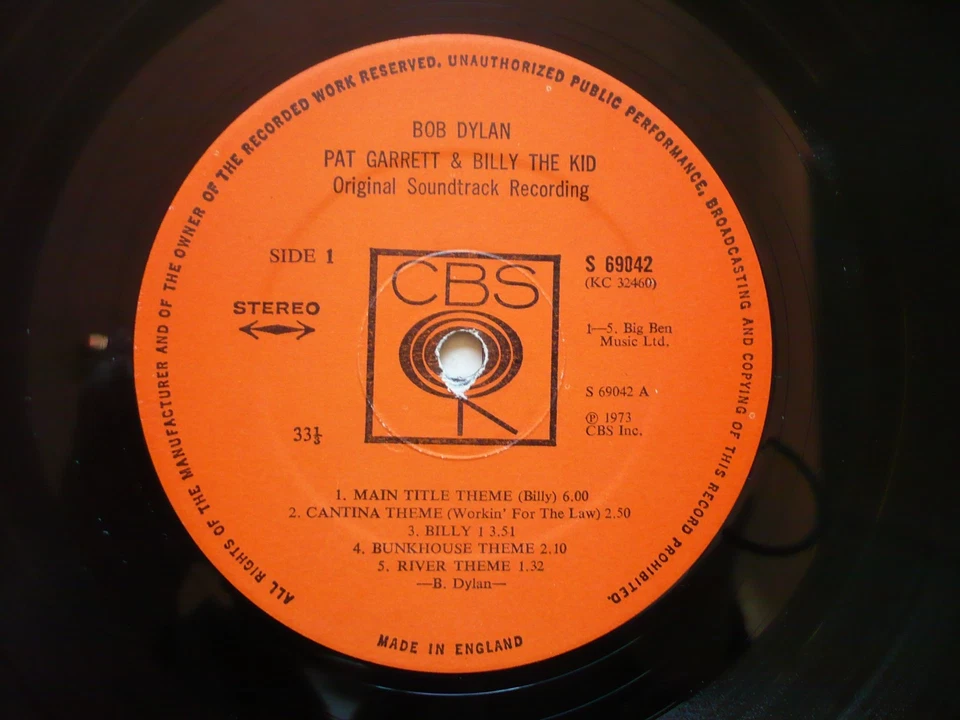 ALL RIGHTS OF THE MANUFACTURER AND OF THE OWNER OF THE RECORDED WORK RESERVED. UNAUTHORIZED PUBLIC PERFORMANCE, BROADCASTING AND COPYING OF THIS RECORD PROHIBITED.
BOB DYLAN
PAT GARRETT & BILLY THE KID
Original Soundtrack Recording
SIDE 1
STEREO
33⅓
CBS
S 69042
(KC 32460)
1—5. Big Ben
Music Ltd.
S 69042 A
℗ 1973
CBS Inc.
1. MAIN TITLE THEME (Billy) 6.00
2. CANTINA THEME (Workin' For The Law) 2.50
3. BILLY 1 3.51
4. BUNKHOUSE THEME 2.10
5. RIVER THEME 1.32
—B. Dylan—
MADE IN ENGLAND